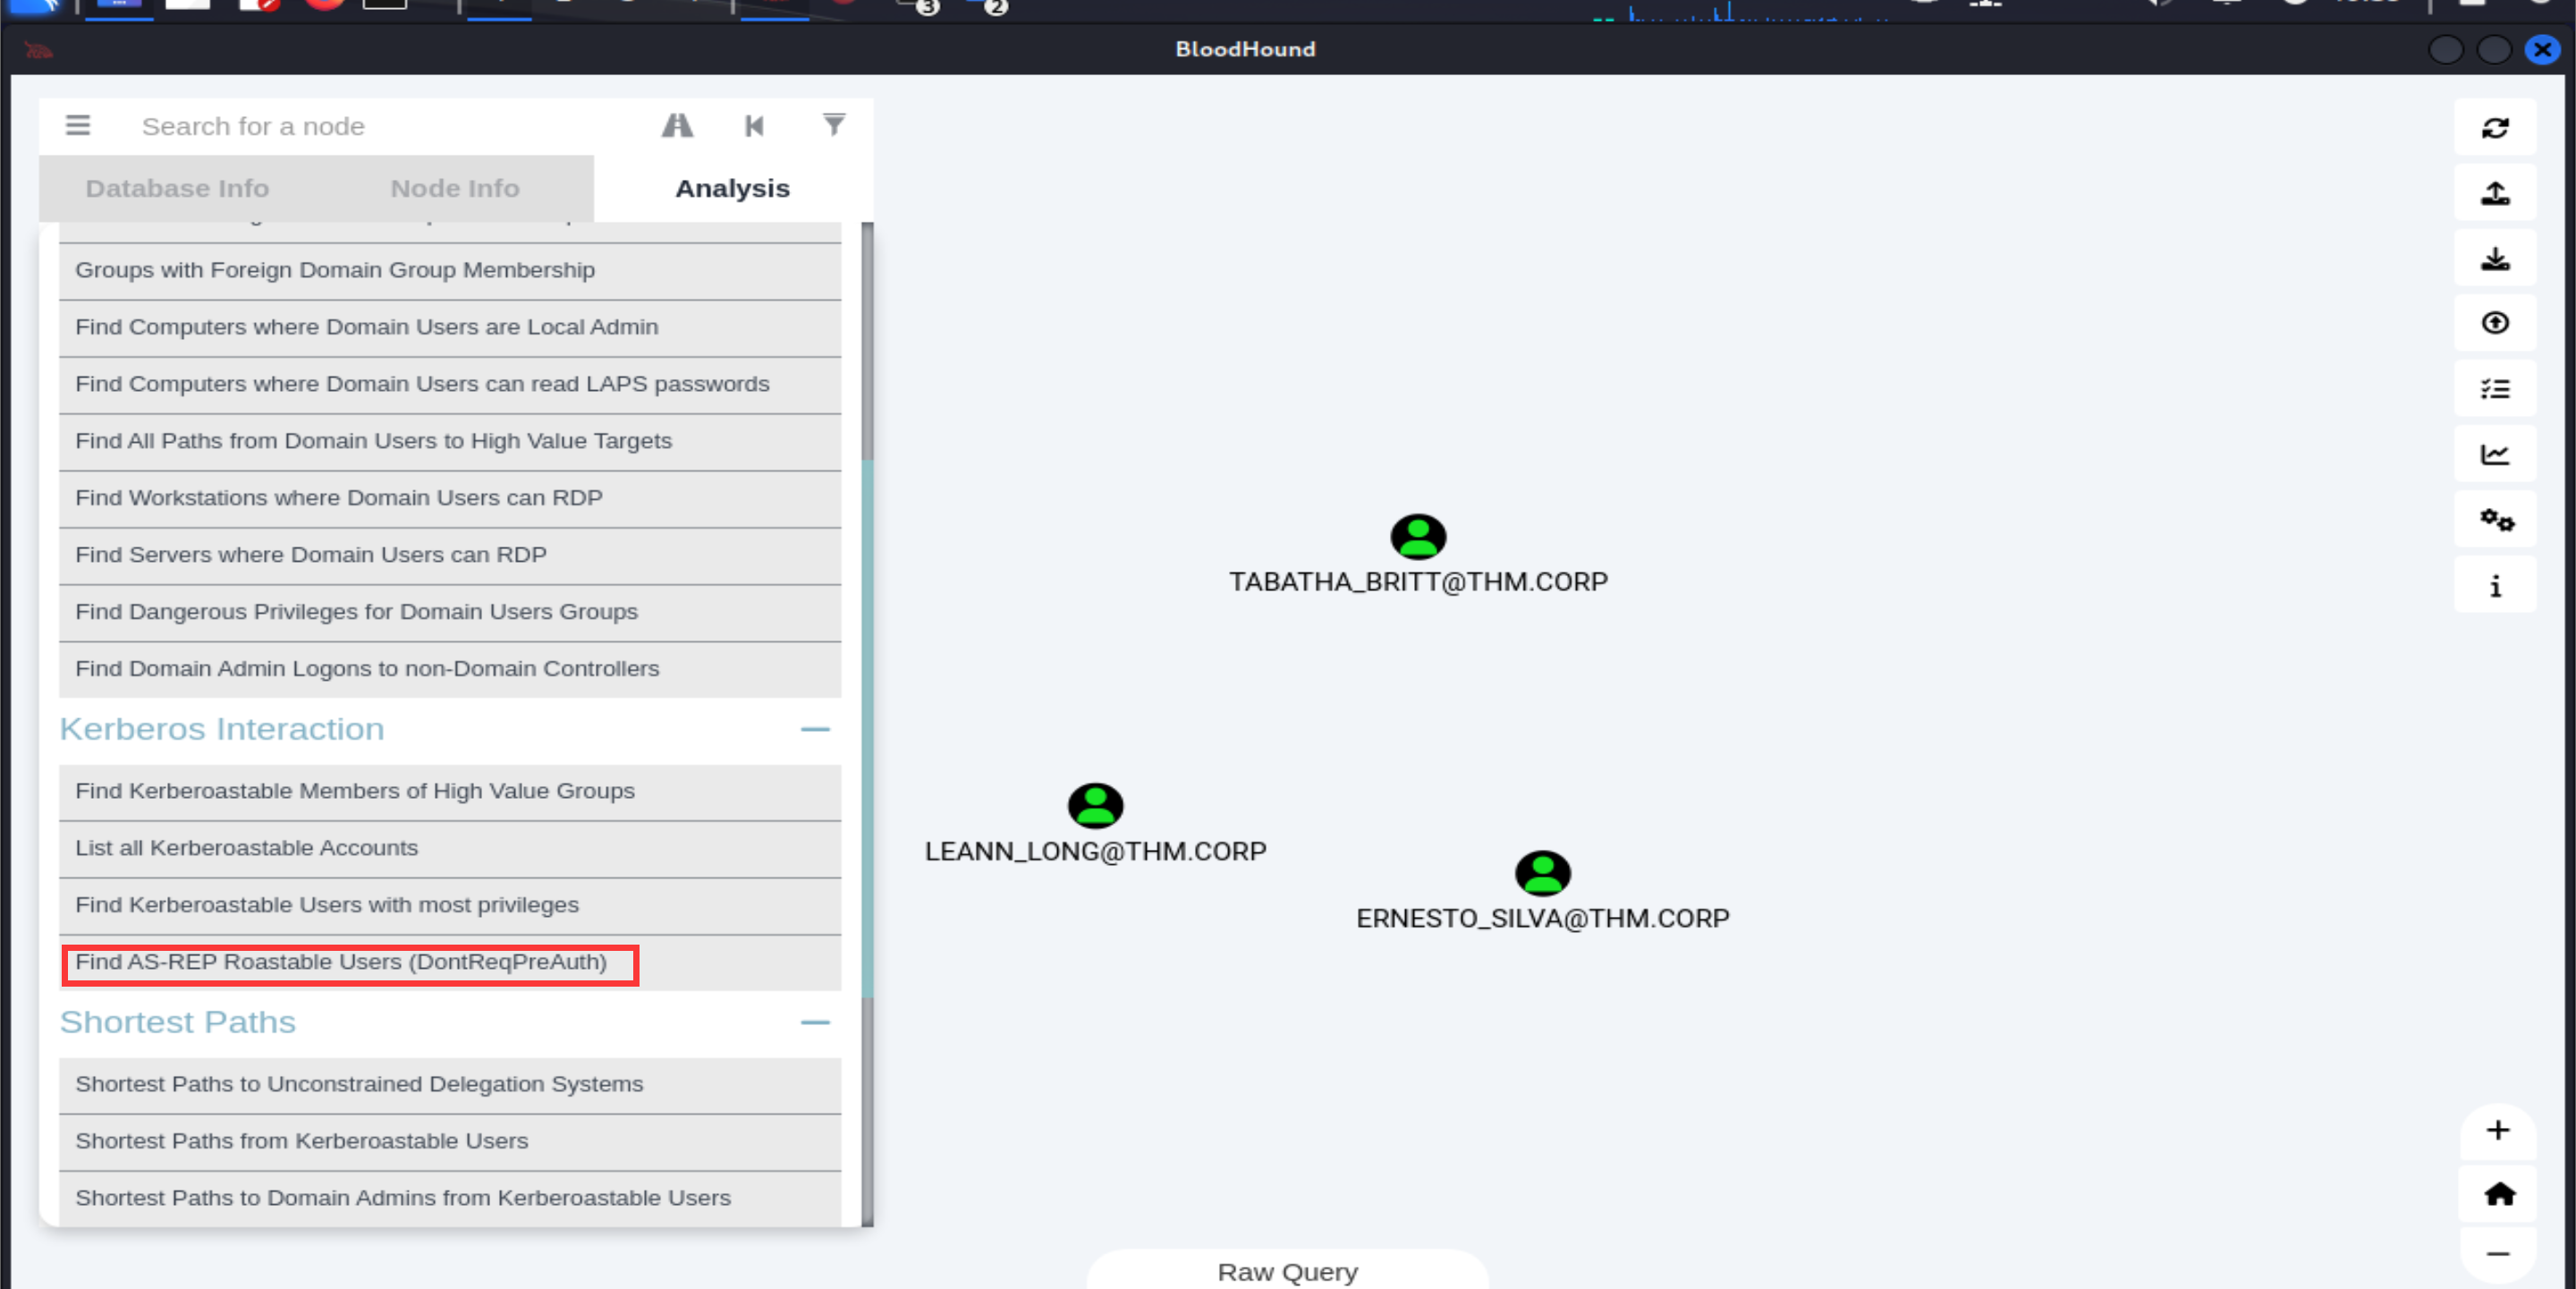 3
2
BloodHound
Search for a node
Database Info
Node Info
Analysis
Groups with Foreign Domain Group Membership
Find Computers where Domain Users are Local Admin
Find Computers where Domain Users can read LAPS passwords
Find All Paths from Domain Users to High Value Targets
Find Workstations where Domain Users can RDP
Find Servers where Domain Users can RDP
Find Dangerous Privileges for Domain Users Groups
Find Domain Admin Logons to non-Domain Controllers
Kerberos Interaction
Find Kerberoastable Members of High Value Groups
List all Kerberoastable Accounts
Find Kerberoastable Users with most privileges
Find AS-REP Roastable Users (DontReqPreAuth)
Shortest Paths
Shortest Paths to Unconstrained Delegation Systems
Shortest Paths from Kerberoastable Users
Shortest Paths to Domain Admins from Kerberoastable Users
TABATHA_BRITT@THM.CORP
LEANN_LONG@THM.CORP
ERNESTO_SILVA@THM.CORP
Raw Query